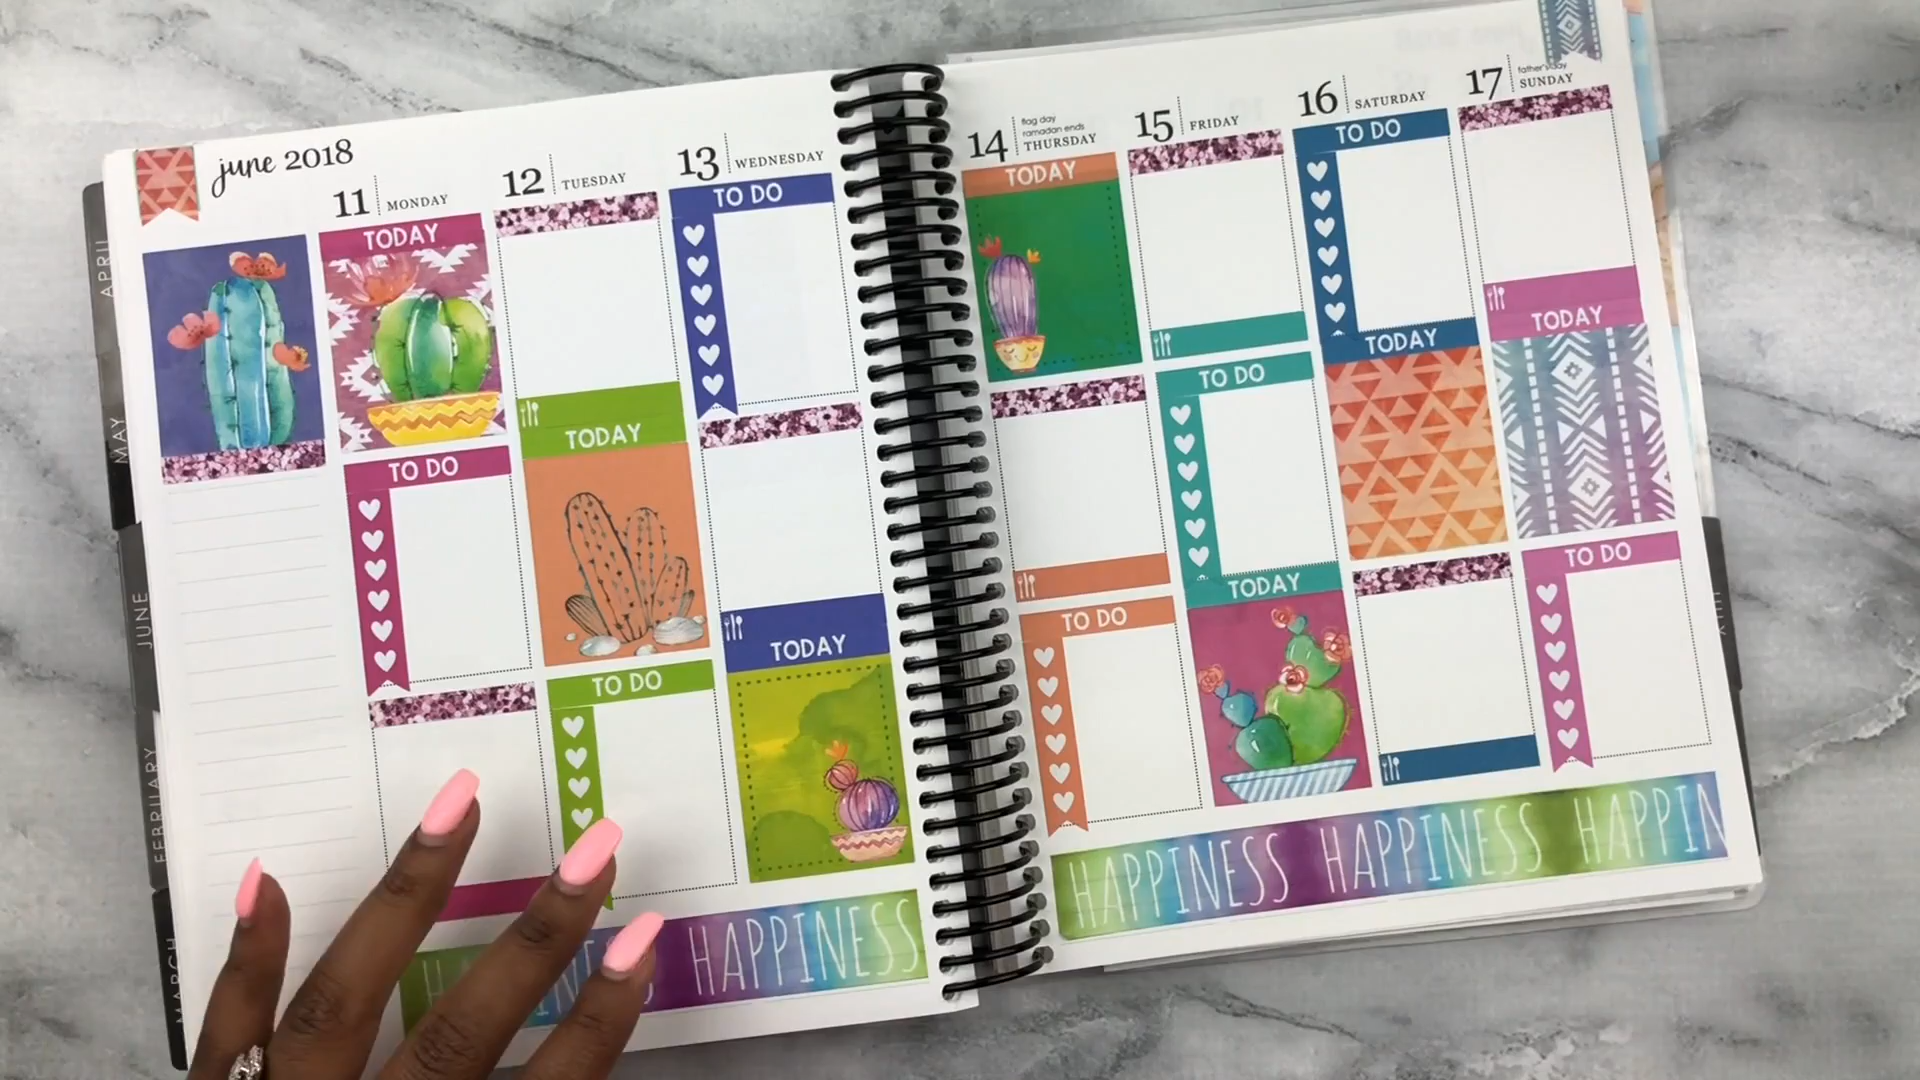 june 2018
11 MONDAY
TODAY
TO DO
12 TUESDAY
TODAY
TO DO
13 WEDNESDAY
TO DO
TODAY
HAPPINESS
14 flag day
ramadan ends
THURSDAY
TODAY
TO DO
15 FRIDAY
TO DO
TODAY
16 SATURDAY
TO DO
TODAY
17 father's day
SUNDAY
TODAY
TO DO
HAPPINESS HAPPINESS HAPPIN
APRIL
MAY
JUNE
FEBRUARY
MARCH